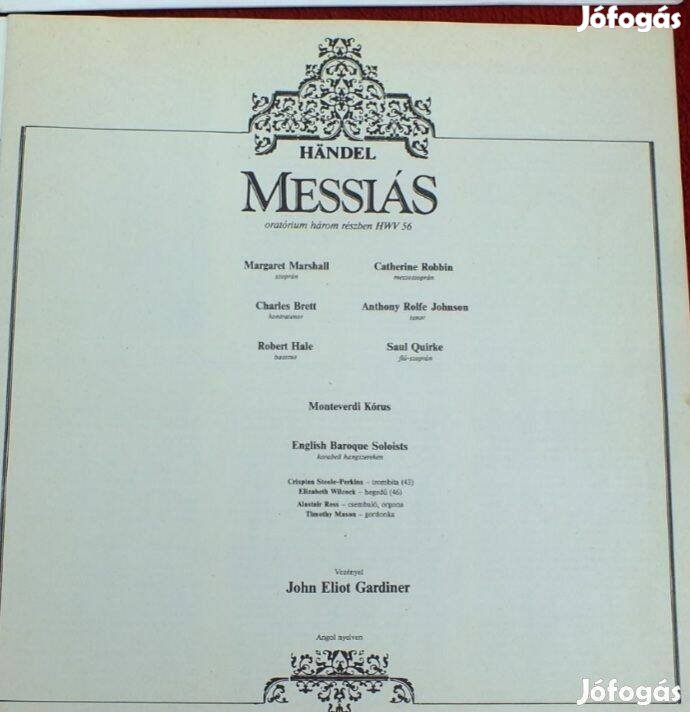 Jófogás
HÄNDEL
MESSIÁS
oratórium három részben HWV 56
Margaret Marshall
szoprán
Catherine Robbin
mezzoszoprán
Charles Brett
kontratenor
Anthony Rolfe Johnson
tenor
Robert Hale
basszus
Saul Quirke
fiú-szoprán
Monteverdi Kórus
English Baroque Soloists
korabeli hangszereken
Crispian Steele-Perkins – trombita (43)
Elizabeth Wilcock – hegedű (46)
Alastair Ross – csembaló, orgona
Timothy Mason – gordonka
Vezényel
John Eliot Gardiner
Angol nyelven
Jófogás